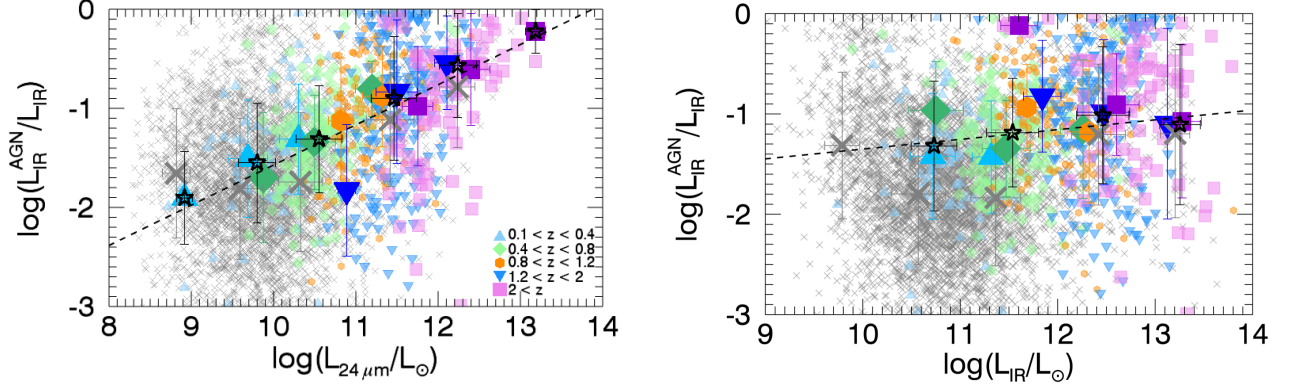 0
-1
-2
-3
log(L_IR^AGN/L_IR)
0.1 < z < 0.4
0.4 < z < 0.8
0.8 < z < 1.2
1.2 < z < 2
2 < z
8 9 10 11 12 13 14
log(L_24 μm/L_⊙)
0
-1
-2
-3
log(L_IR^AGN/L_IR)
9 10 11 12 13 14
log(L_IR/L_⊙)